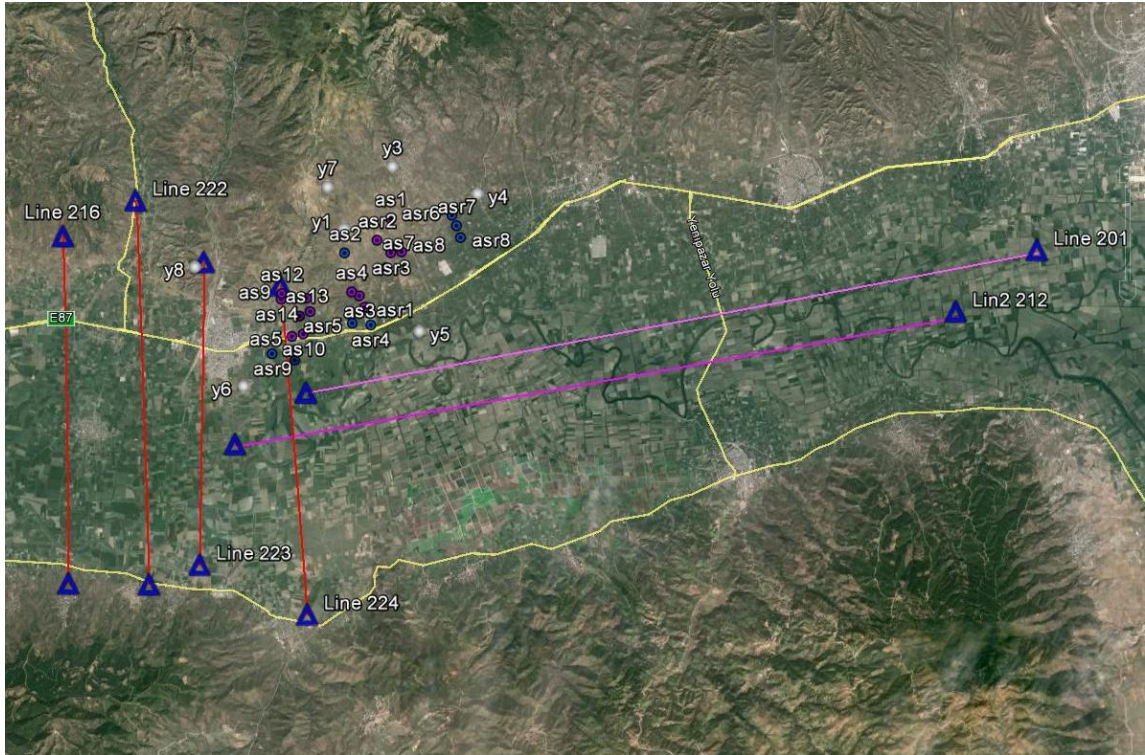 y3
y7
Line 222
as1
y4
Line 216
asr6
asr7
y1
asr2
as2
as7
as8
asr8
Line 201
y8
asr3
Yenipazar Yolu
as12
as4
as9
as13
Lin2 212
as3
asr1
E87
as14
asr5
asr4
y5
as5
as10
asr9
y6
Line 223
Line 224